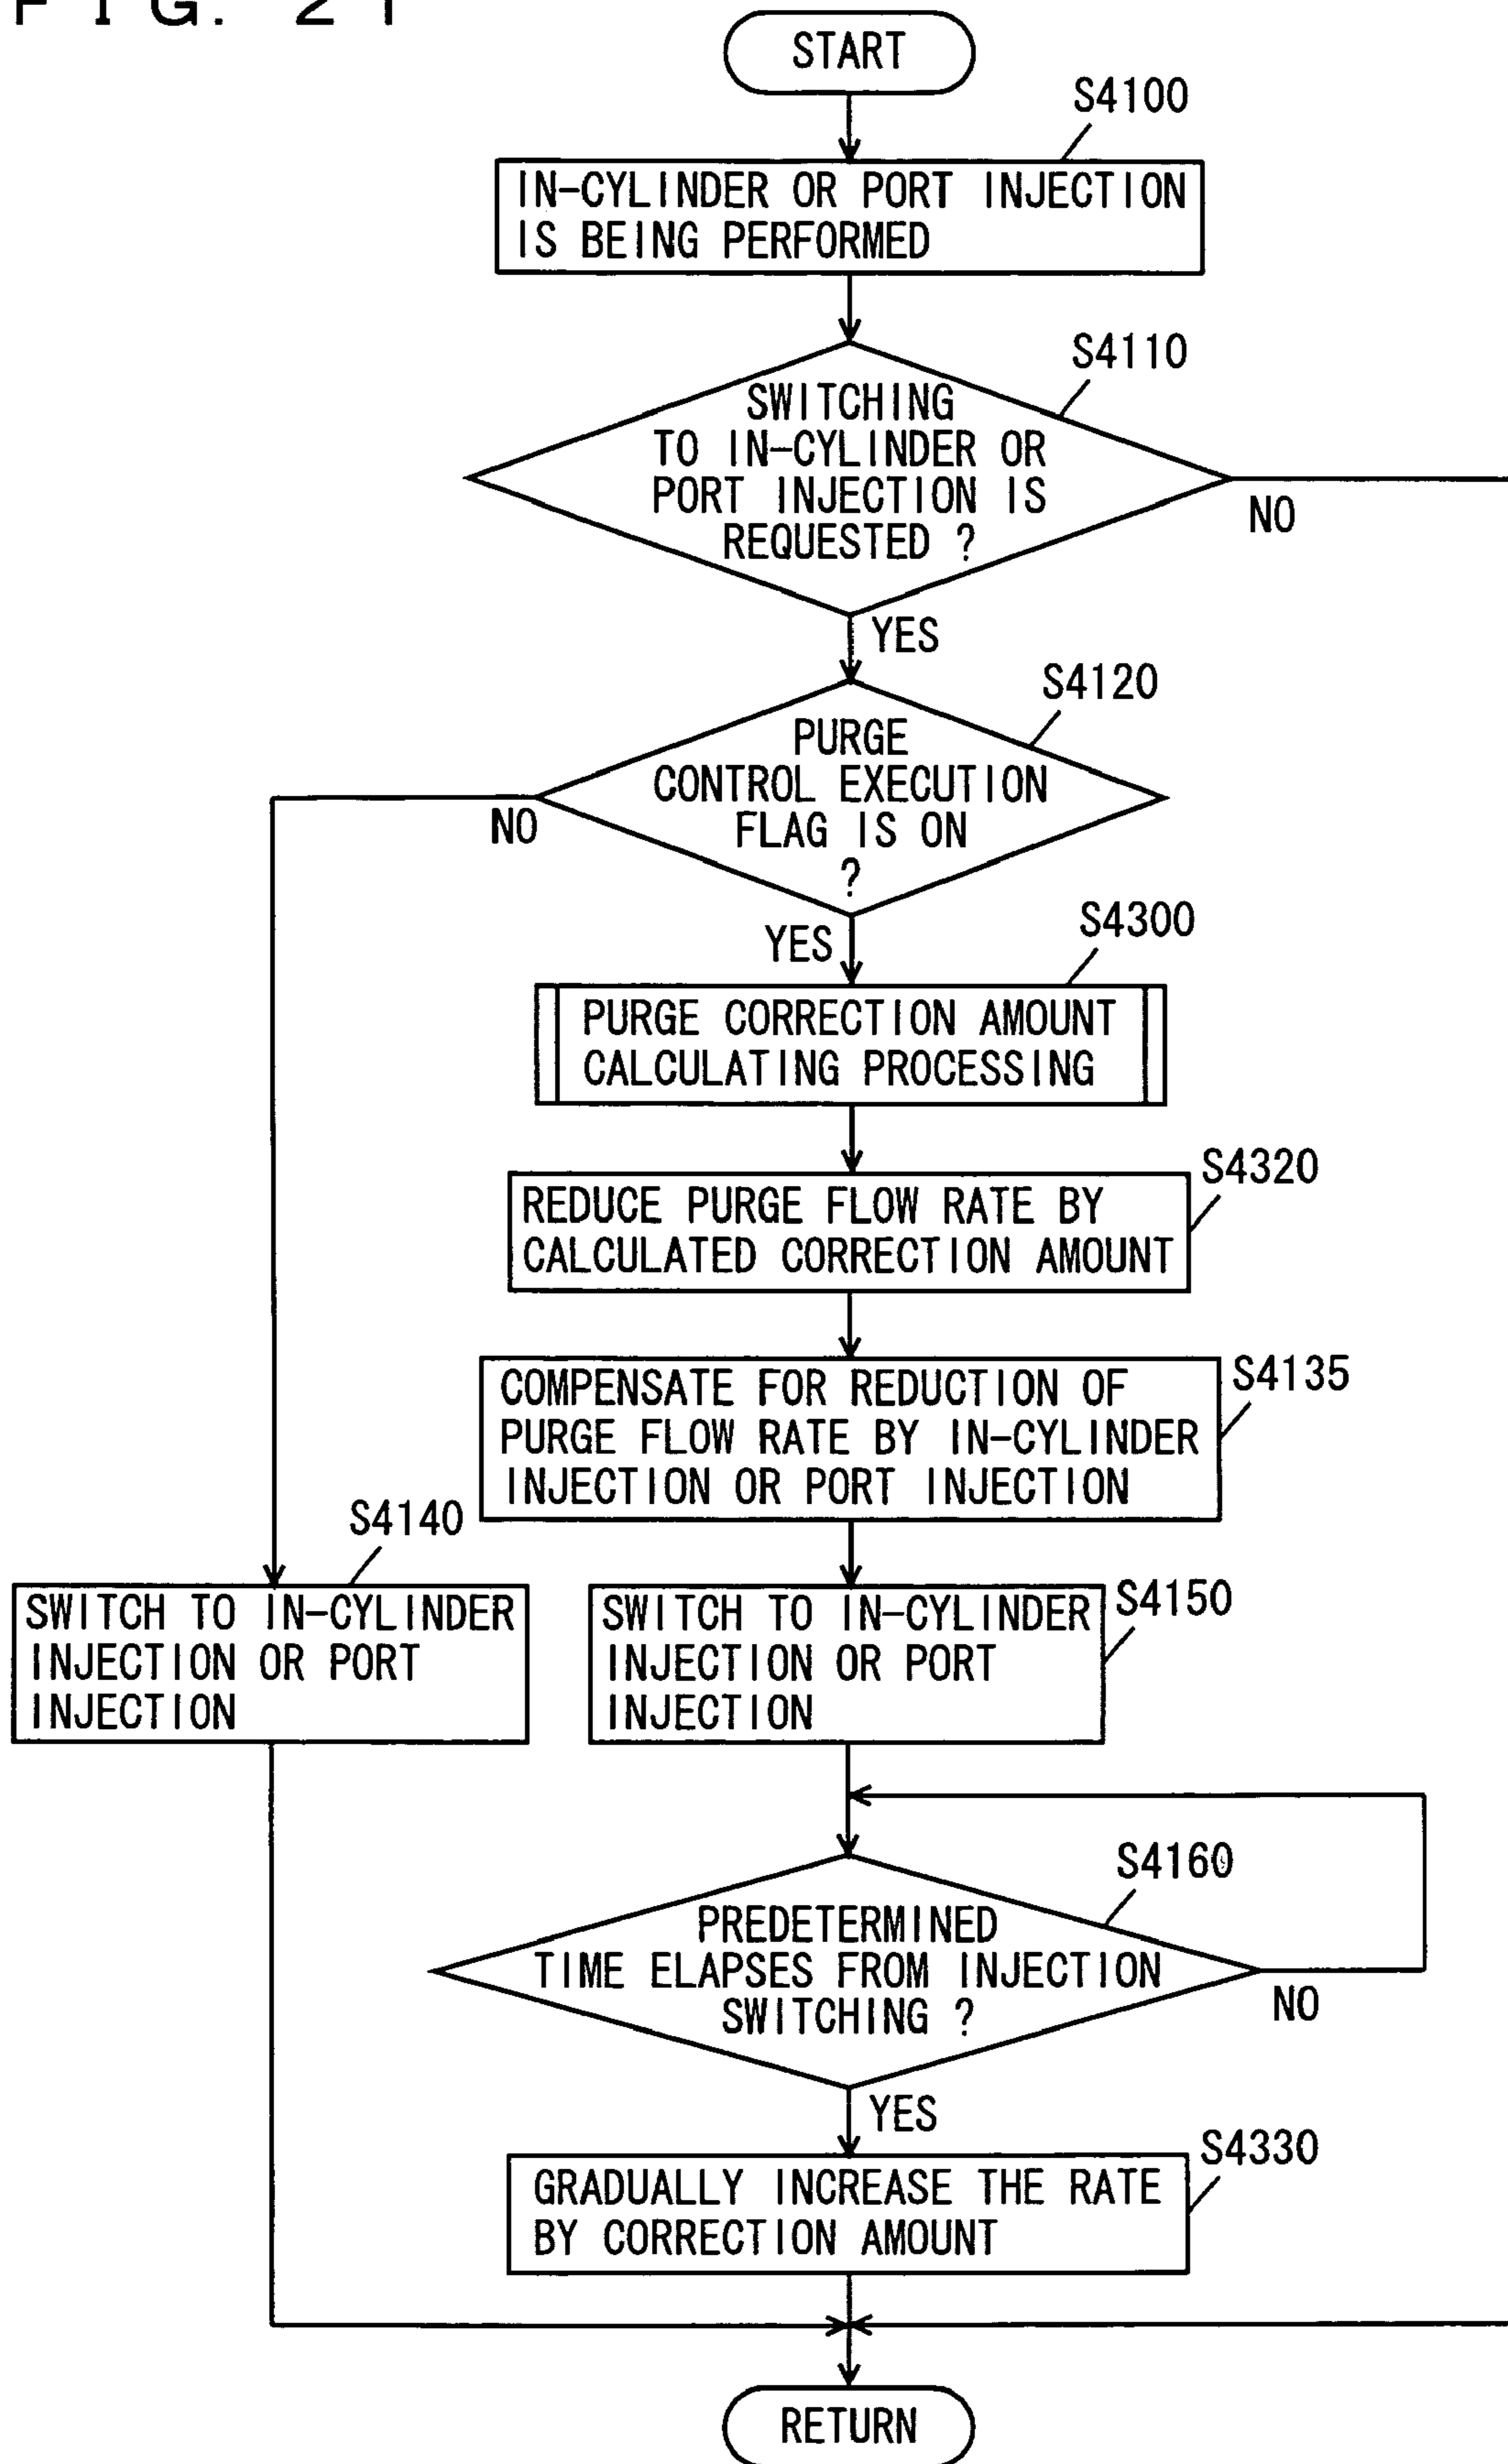 FIG. 21
START
S4100
IN-CYLINDER OR PORT INJECTION
IS BEING PERFORMED
S4110
SWITCHING
TO IN-CYLINDER OR
PORT INJECTION IS
REQUESTED ?
NO
YES
S4120
PURGE
CONTROL EXECUTION
FLAG IS ON
?
NO
YES
S4300
PURGE CORRECTION AMOUNT
CALCULATING PROCESSING
S4320
REDUCE PURGE FLOW RATE BY
CALCULATED CORRECTION AMOUNT
S4135
COMPENSATE FOR REDUCTION OF
PURGE FLOW RATE BY IN-CYLINDER
INJECTION OR PORT INJECTION
S4140
SWITCH TO IN-CYLINDER
INJECTION OR PORT
INJECTION
S4150
SWITCH TO IN-CYLINDER
INJECTION OR PORT
INJECTION
S4160
PREDETERMINED
TIME ELAPSES FROM INJECTION
SWITCHING ?
NO
YES
S4330
GRADUALLY INCREASE THE RATE
BY CORRECTION AMOUNT
RETURN